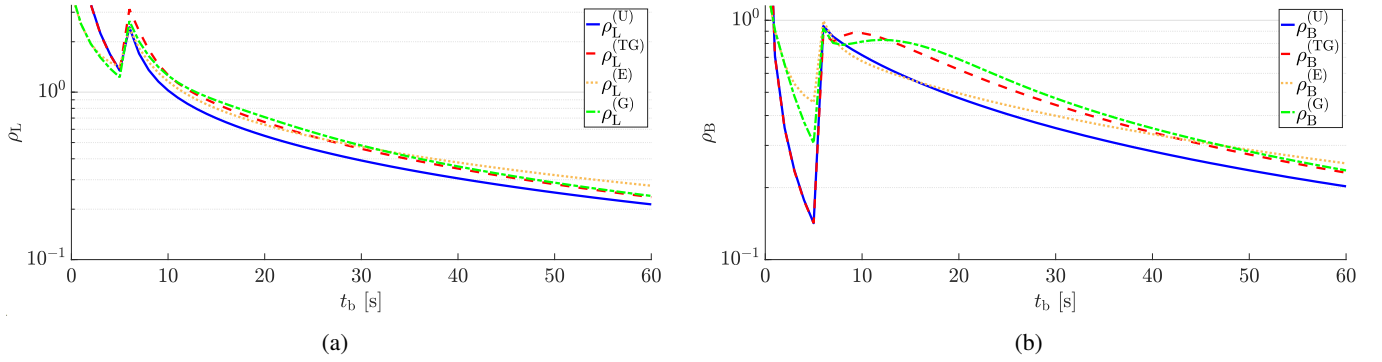 ρ_L^(U)
ρ_L^(TG)
ρ_L^(E)
ρ_L^(G)
10^0
10^-1
ρ_L
0 10 20 30 40 50 60
t_b [s]
(a)
ρ_B^(U)
ρ_B^(TG)
ρ_B^(E)
ρ_B^(G)
10^0
10^-1
ρ_B
0 10 20 30 40 50 60
t_b [s]
(b)